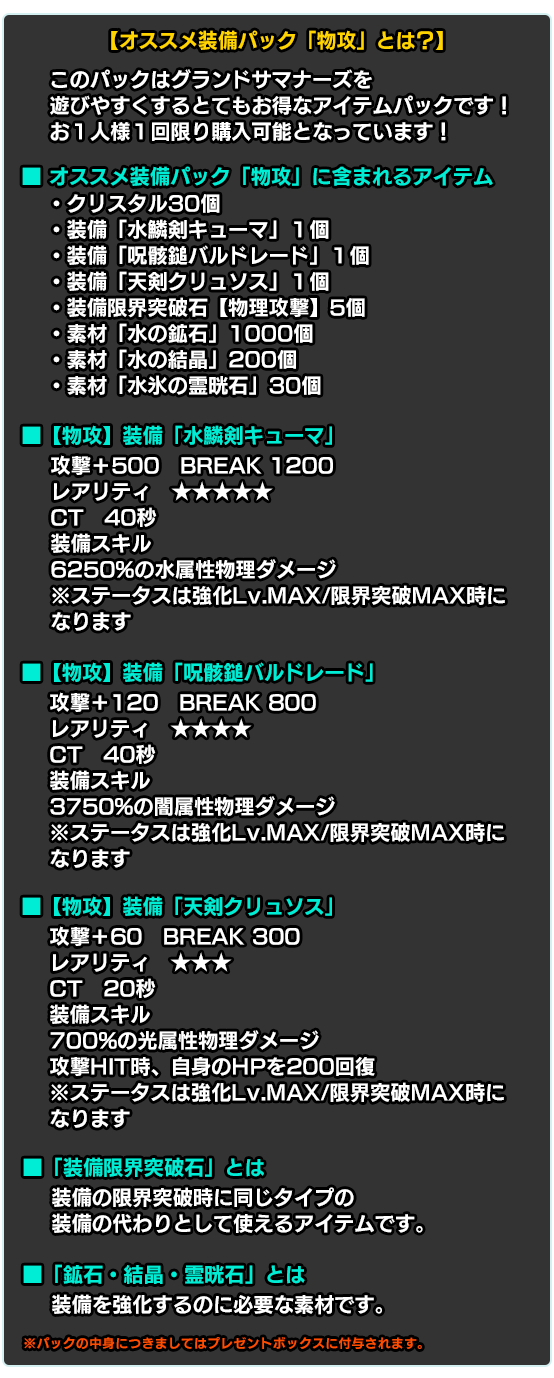 【オススメ装備パック「物攻」とは?】
このパックはグランドサマナーズを
遊びやすくするとてもお得なアイテムパックです！
お１人様１回限り購入可能となっています！
■ オススメ装備パック「物攻」に含まれるアイテム
・クリスタル30個
・装備「水鱗剣キューマ」１個
・装備「呪骸鎚バルドレード」１個
・装備「天剣クリュソス」１個
・装備限界突破石【物理攻撃】5個
・素材「水の鉱石」1000個
・素材「水の結晶」200個
・素材「水氷の霊晄石」30個
■【物攻】装備「水鱗剣キューマ」
攻撃＋500　BREAK 1200
レアリティ　★★★★★
CT　40秒
装備スキル
6250%の水属性物理ダメージ
※ステータスは強化Lv.MAX/限界突破MAX時に
なります
■【物攻】装備「呪骸鎚バルドレード」
攻撃＋120　BREAK 800
レアリティ　★★★★
CT　40秒
装備スキル
3750%の闇属性物理ダメージ
※ステータスは強化Lv.MAX/限界突破MAX時に
なります
■【物攻】装備「天剣クリュソス」
攻撃＋60　BREAK 300
レアリティ　★★★
CT　20秒
装備スキル
700%の光属性物理ダメージ
攻撃HIT時、自身のHPを200回復
※ステータスは強化Lv.MAX/限界突破MAX時に
なります
■「装備限界突破石」とは
装備の限界突破時に同じタイプの
装備の代わりとして使えるアイテムです。
■「鉱石・結晶・霊晄石」とは
装備を強化するのに必要な素材です。
※パックの中身につきましてはプレゼントボックスに付与されます。